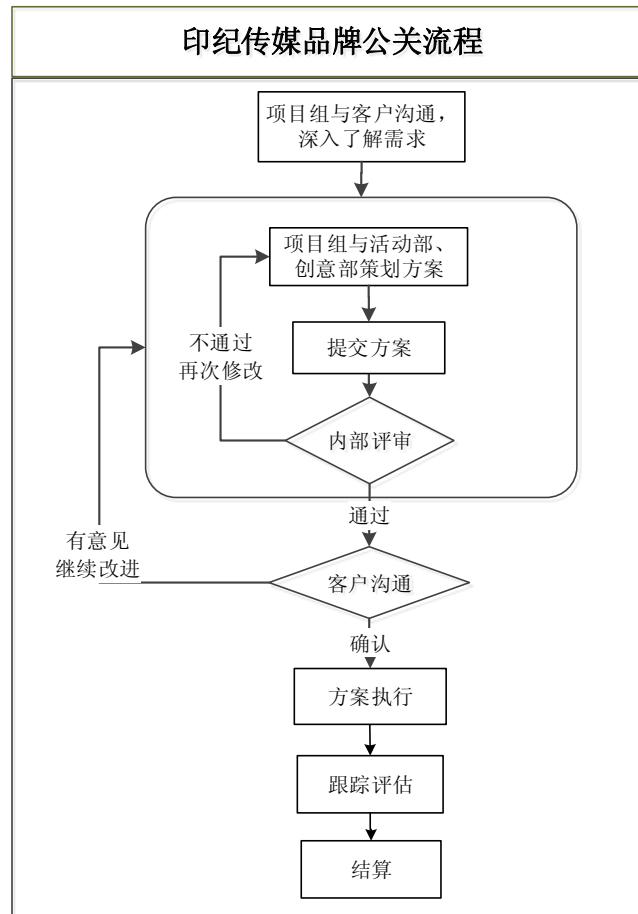 印纪传媒品牌公关流程
项目组与客户沟通，
深入了解需求
项目组与活动部、
创意部策划方案
不通过
再次修改
提交方案
内部评审
通过
有意见
继续改进
客户沟通
确认
方案执行
跟踪评估
结算